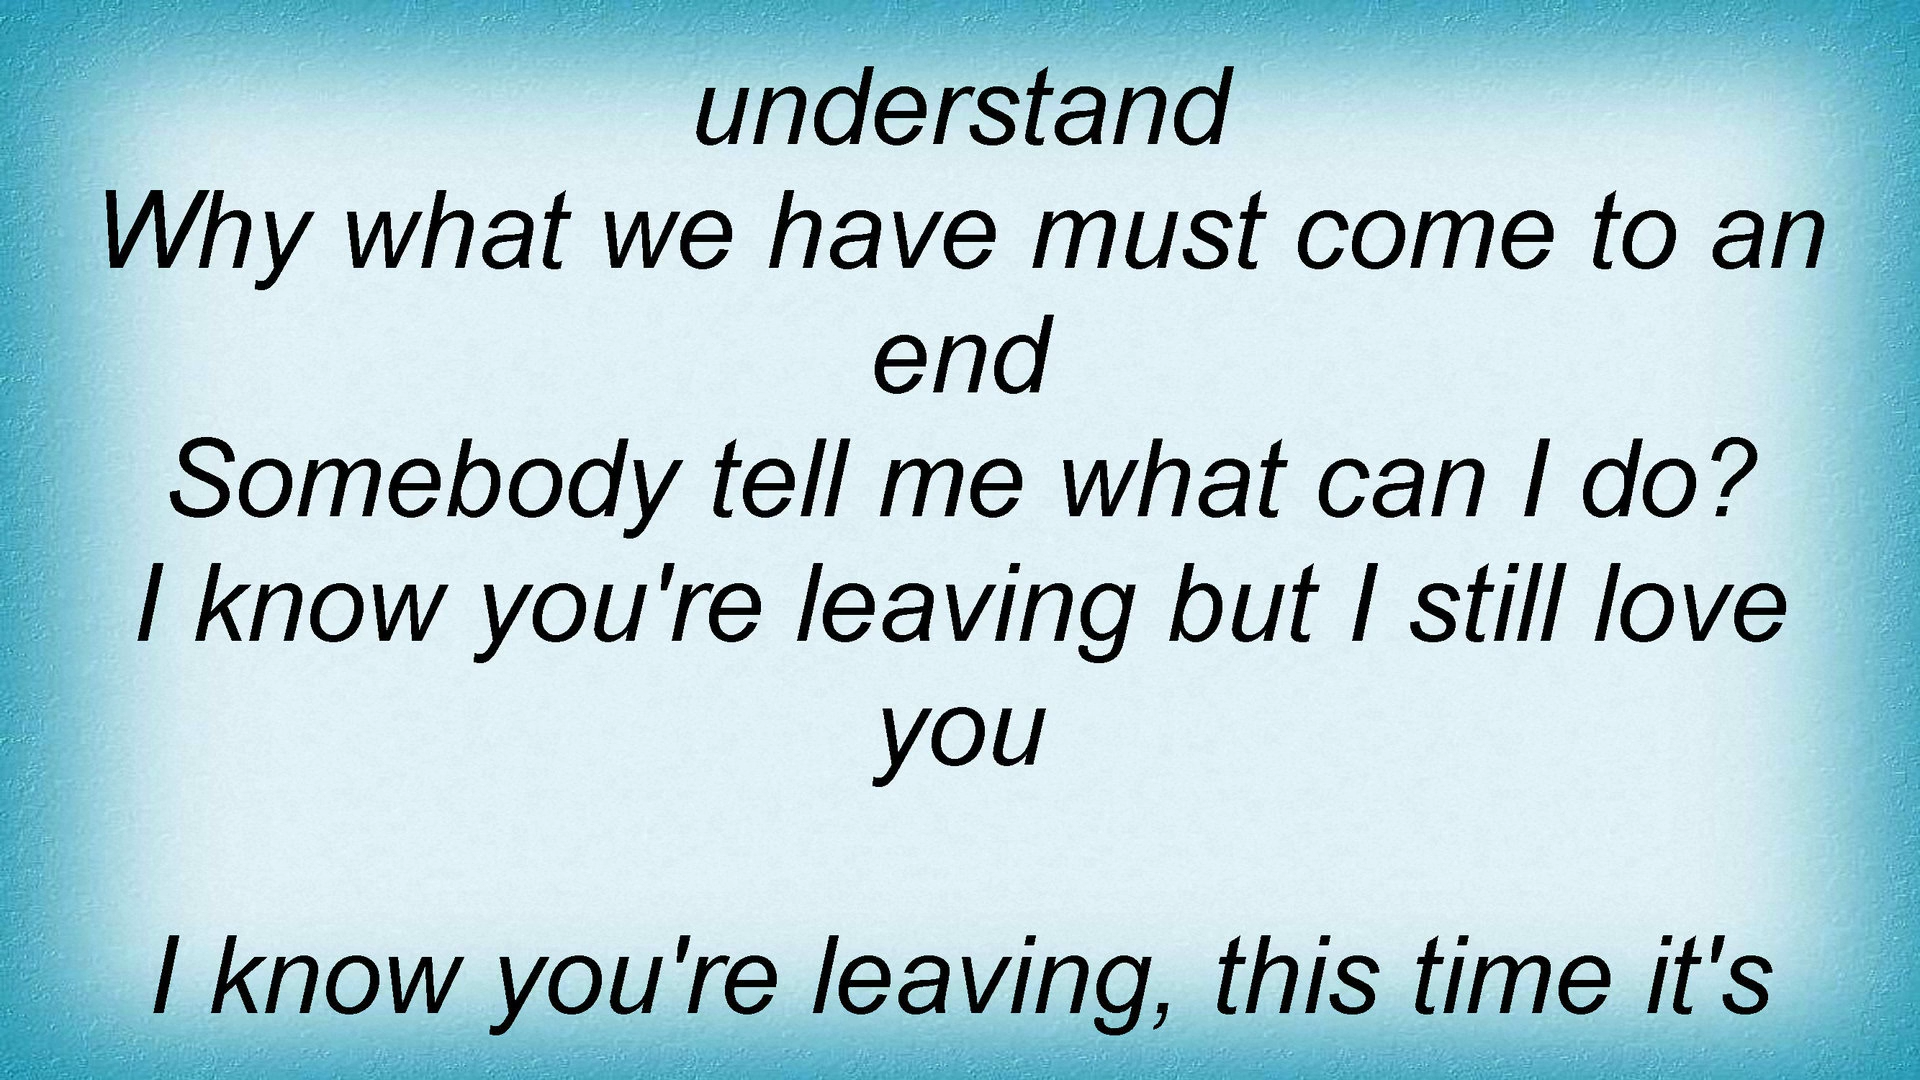 understand
Why what we have must come to an
end
Somebody tell me what can I do?
I know you're leaving but I still love
you
I know you're leaving, this time it's